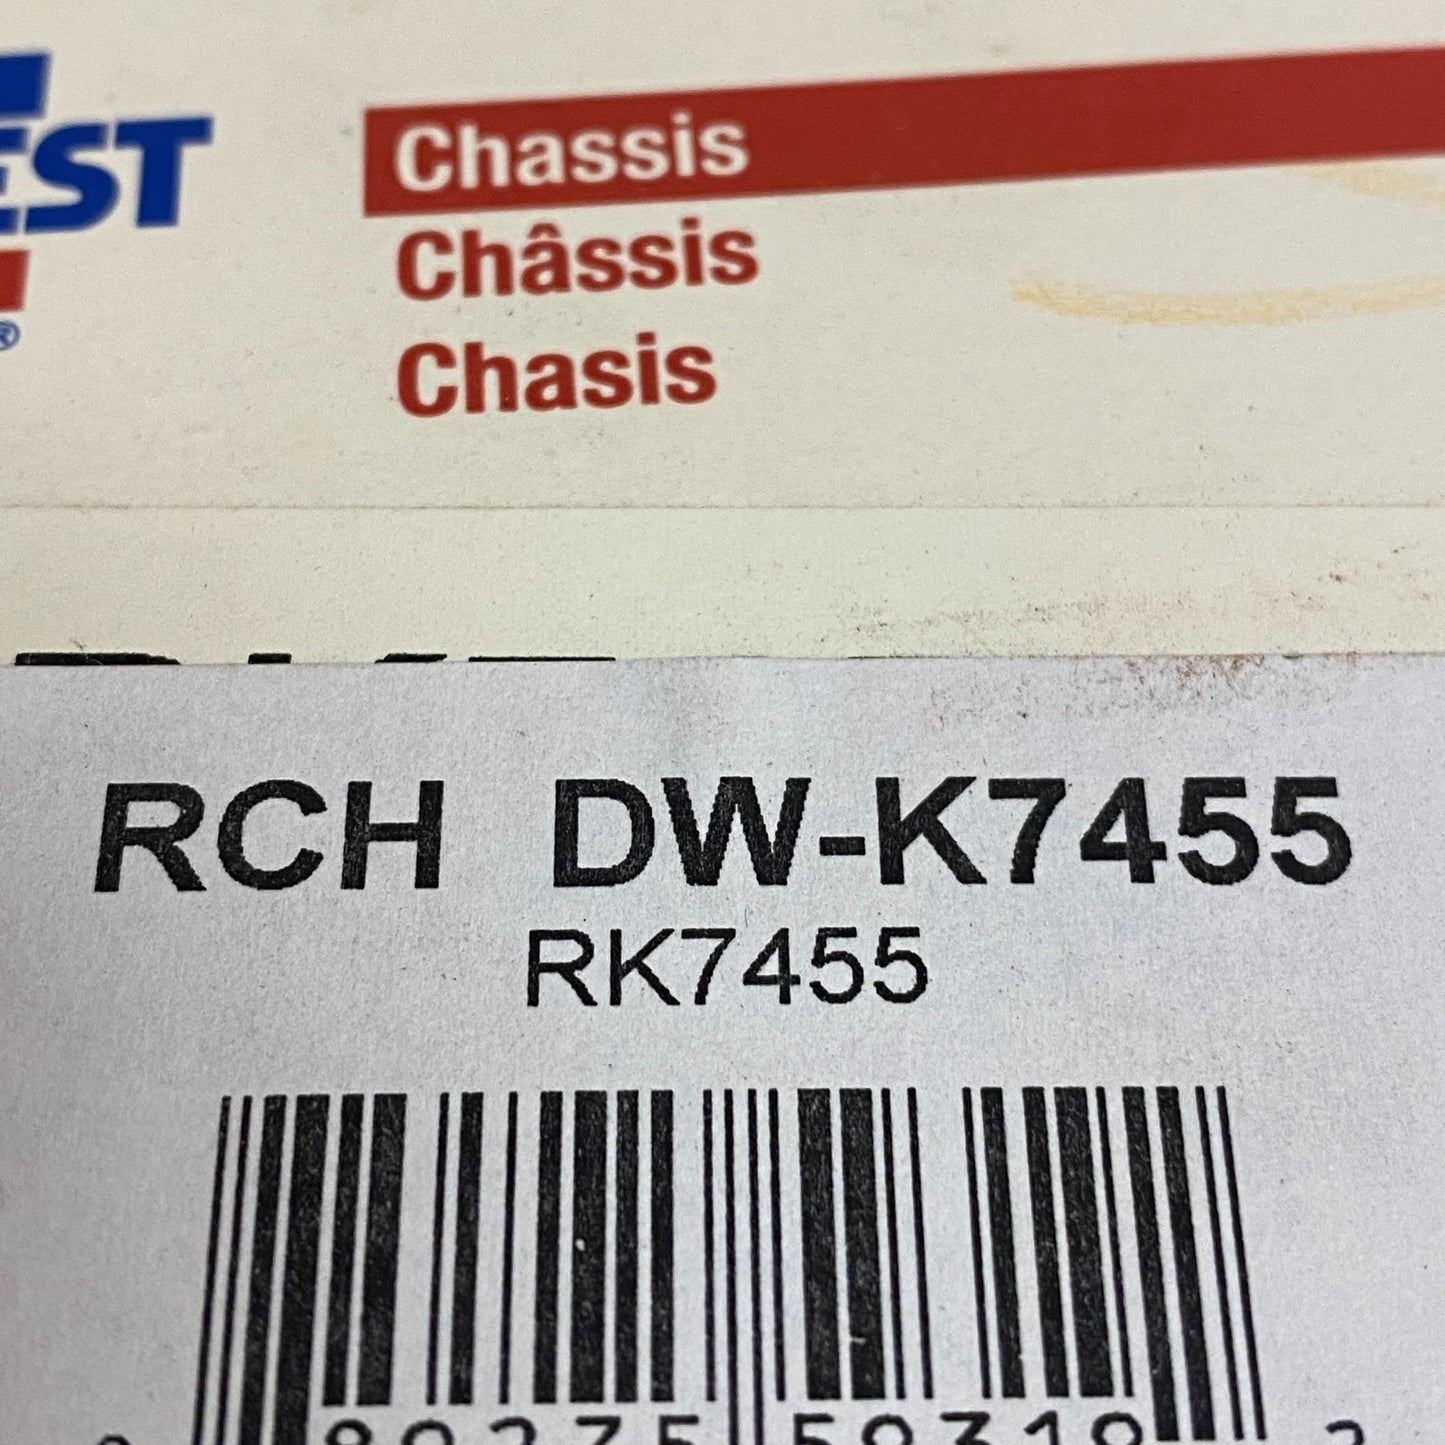 EST
®
Chassis
Châssis
Chasis
RCH DW-K7455
RK7455